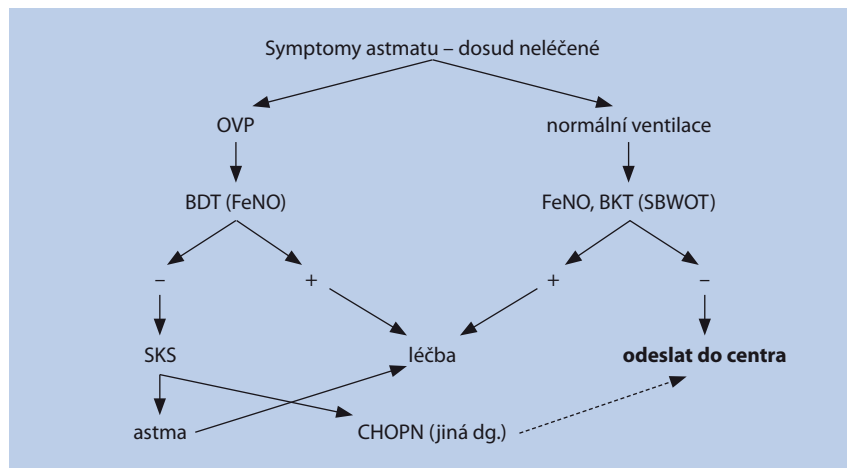 Symptomy astmatu – dosud neléčené
OVP
normální ventilace
BDT (FeNO)
FeNO, BKT (SBWOT)
–
+
+
–
SKS
léčba
odeslat do centra
astma
CHOPN (jiná dg.)